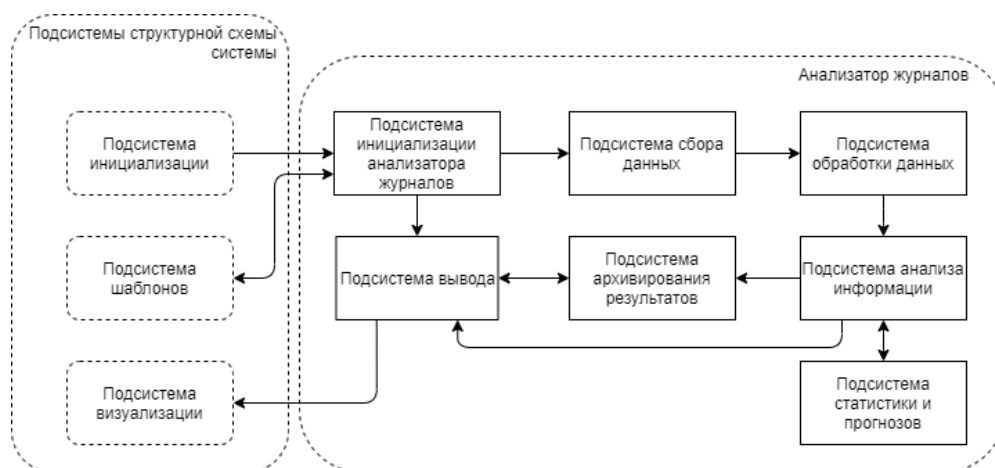 Подсистемы структурной схемы
системы
Анализатор журналов
Подсистема
инициализации
Подсистема
инициализации
анализатора
журналов
Подсистема сбора
данных
Подсистема
обработки данных
Подсистема
шаблонов
Подсистема вывода
Подсистема
архивирования
результатов
Подсистема анализа
информации
Подсистема
визуализации
Подсистема
статистики и
прогнозов